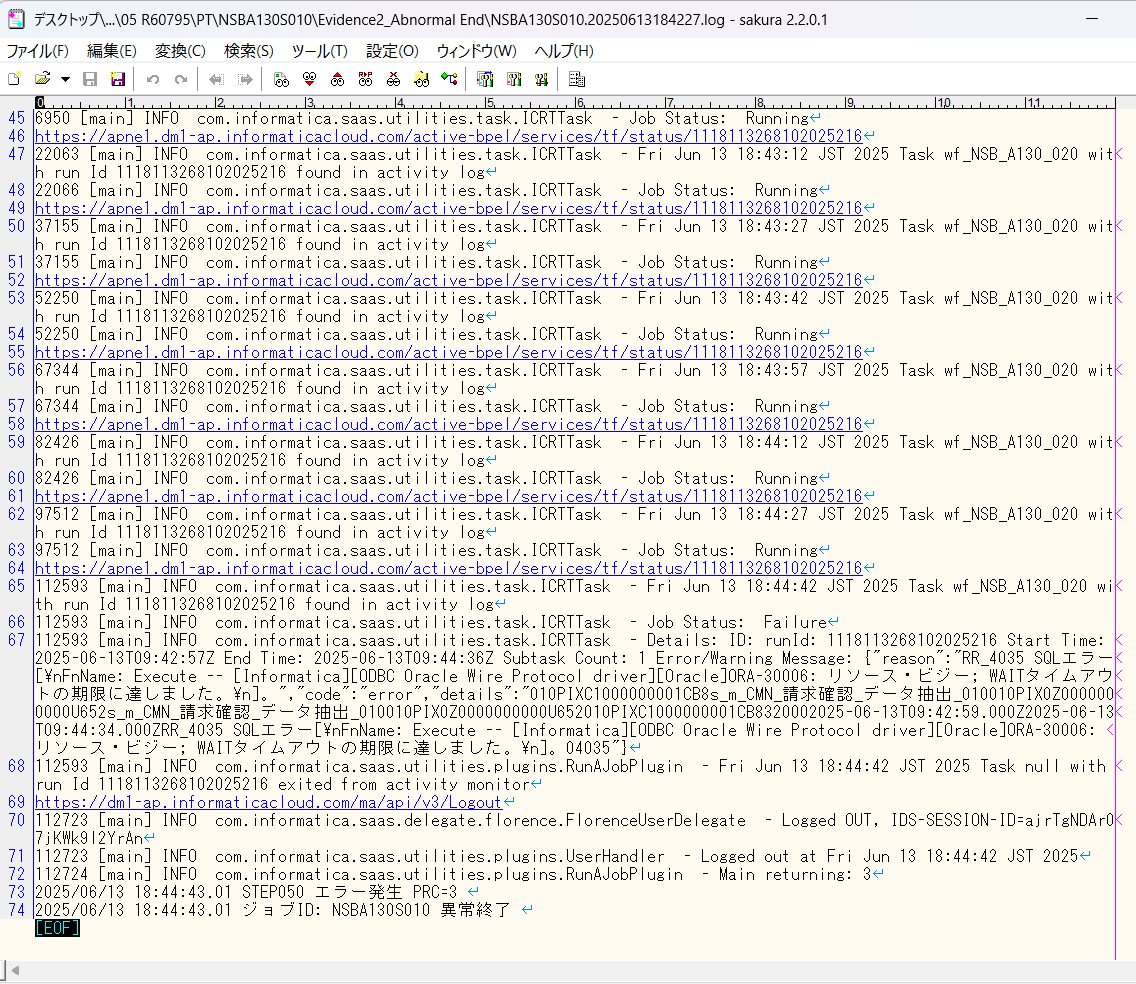 デスクトップ\...\05 R60795\PT\NSBA130S010\Evidence2_Abnormal End\NSBA130S010.20250613184227.log - sakura 2.2.0.1
ファイル(F) 編集(E) 変換(C) 検索(S) ツール(T) 設定(O) ウィンドウ(W) ヘルプ(H)
0 1 2 3 4 5 6 7 8 9 10 11
45 6950 [main] INFO  com.informatica.saas.utilities.task.ICRTTask  - Job Status:  Running↵
46 https://apne1.dm1-ap.informaticacloud.com/active-bpel/services/tf/status/1118113268102025216↵
47 22063 [main] INFO  com.informatica.saas.utilities.task.ICRTTask  - Fri Jun 13 18:43:12 JST 2025 Task wf_NSB_A130_020 wit<
h run Id 1118113268102025216 found in activity log↵
48 22066 [main] INFO  com.informatica.saas.utilities.task.ICRTTask  - Job Status:  Running↵
49 https://apne1.dm1-ap.informaticacloud.com/active-bpel/services/tf/status/1118113268102025216↵
50 37155 [main] INFO  com.informatica.saas.utilities.task.ICRTTask  - Fri Jun 13 18:43:27 JST 2025 Task wf_NSB_A130_020 wit<
h run Id 1118113268102025216 found in activity log↵
51 37155 [main] INFO  com.informatica.saas.utilities.task.ICRTTask  - Job Status:  Running↵
52 https://apne1.dm1-ap.informaticacloud.com/active-bpel/services/tf/status/1118113268102025216↵
53 52250 [main] INFO  com.informatica.saas.utilities.task.ICRTTask  - Fri Jun 13 18:43:42 JST 2025 Task wf_NSB_A130_020 wit<
h run Id 1118113268102025216 found in activity log↵
54 52250 [main] INFO  com.informatica.saas.utilities.task.ICRTTask  - Job Status:  Running↵
55 https://apne1.dm1-ap.informaticacloud.com/active-bpel/services/tf/status/1118113268102025216↵
56 67344 [main] INFO  com.informatica.saas.utilities.task.ICRTTask  - Fri Jun 13 18:43:57 JST 2025 Task wf_NSB_A130_020 wit<
h run Id 1118113268102025216 found in activity log↵
57 67344 [main] INFO  com.informatica.saas.utilities.task.ICRTTask  - Job Status:  Running↵
58 https://apne1.dm1-ap.informaticacloud.com/active-bpel/services/tf/status/1118113268102025216↵
59 82426 [main] INFO  com.informatica.saas.utilities.task.ICRTTask  - Fri Jun 13 18:44:12 JST 2025 Task wf_NSB_A130_020 wit<
h run Id 1118113268102025216 found in activity log↵
60 82426 [main] INFO  com.informatica.saas.utilities.task.ICRTTask  - Job Status:  Running↵
61 https://apne1.dm1-ap.informaticacloud.com/active-bpel/services/tf/status/1118113268102025216↵
62 97512 [main] INFO  com.informatica.saas.utilities.task.ICRTTask  - Fri Jun 13 18:44:27 JST 2025 Task wf_NSB_A130_020 wit<
h run Id 1118113268102025216 found in activity log↵
63 97512 [main] INFO  com.informatica.saas.utilities.task.ICRTTask  - Job Status:  Running↵
64 https://apne1.dm1-ap.informaticacloud.com/active-bpel/services/tf/status/1118113268102025216↵
65 112593 [main] INFO  com.informatica.saas.utilities.task.ICRTTask  - Fri Jun 13 18:44:42 JST 2025 Task wf_NSB_A130_020 wi<
th run Id 1118113268102025216 found in activity log↵
66 112593 [main] INFO  com.informatica.saas.utilities.task.ICRTTask  - Job Status:  Failure↵
67 112593 [main] INFO  com.informatica.saas.utilities.task.ICRTTask  - Details: ID: runId: 1118113268102025216 Start Time: <
2025-06-13T09:42:57Z End Time: 2025-06-13T09:44:36Z Subtask Count: 1 Error/Warning Message: {"reason":"RR_4035 SQLエラー<
[¥nFnName: Execute -- [Informatica][ODBC Oracle Wire Protocol driver][Oracle]ORA-30006: リソース・ビジー; WAITタイムアウ<
トの期限に達しました。¥n]。","code":"error","details":"010PIXC1000000001CB8s_m_CMN_請求確認_データ抽出_010010PIX0Z000000<
0000U652s_m_CMN_請求確認_データ抽出_010010PIX0Z0000000000U652010PIXC1000000001CB8320002025-06-13T09:42:59.000Z2025-06-13<
T09:44:34.000ZRR_4035 SQLエラー[¥nFnName: Execute -- [Informatica][ODBC Oracle Wire Protocol driver][Oracle]ORA-30006: <
リソース・ビジー; WAITタイムアウトの期限に達しました。¥n]。04035"}↵
68 112593 [main] INFO  com.informatica.saas.utilities.plugins.RunAJobPlugin  - Fri Jun 13 18:44:42 JST 2025 Task null with <
run Id 1118113268102025216 exited from activity monitor↵
69 https://dm1-ap.informaticacloud.com/ma/api/v3/Logout↵
70 112723 [main] INFO  com.informatica.saas.delegate.florence.FlorenceUserDelegate  - Logged OUT, IDS-SESSION-ID=ajrTgNDAr0<
7jKWk9l2YrAn↵
71 112723 [main] INFO  com.informatica.saas.utilities.plugins.UserHandler  - Logged out at Fri Jun 13 18:44:42 JST 2025↵
72 112724 [main] INFO  com.informatica.saas.utilities.plugins.RunAJobPlugin  - Main returning: 3↵
73 2025/06/13 18:44:43.01 STEP050 エラー発生 PRC=3 ↵
74 2025/06/13 18:44:43.01 ジョブID: NSBA130S010 異常終了 ↵
[EOF]